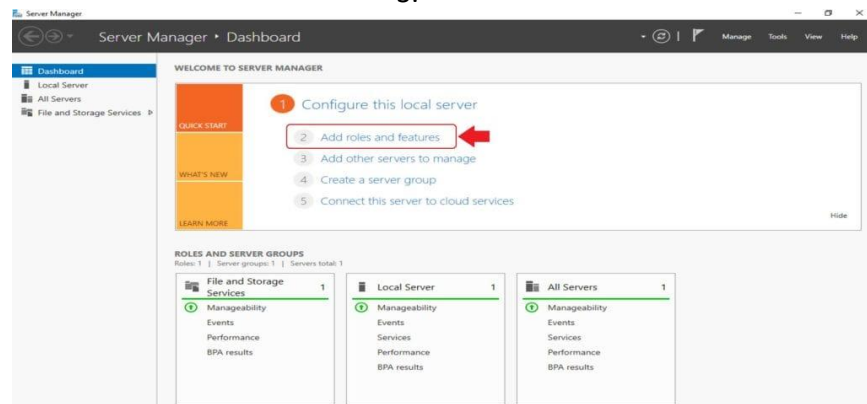 g,
Server Manager
Server Manager • Dashboard
Manage Tools View Help
Dashboard
Local Server
All Servers
File and Storage Services
WELCOME TO SERVER MANAGER
QUICK START
WHAT'S NEW
LEARN MORE
1 Configure this local server
2 Add roles and features
3 Add other servers to manage
4 Create a server group
5 Connect this server to cloud services
Hide
ROLES AND SERVER GROUPS
Roles: 1 | Server groups: 1 | Servers total: 1
File and Storage
Services 1
Manageability
Events
Performance
BPA results
Local Server 1
Manageability
Events
Services
Performance
BPA results
All Servers 1
Manageability
Events
Services
Performance
BPA results